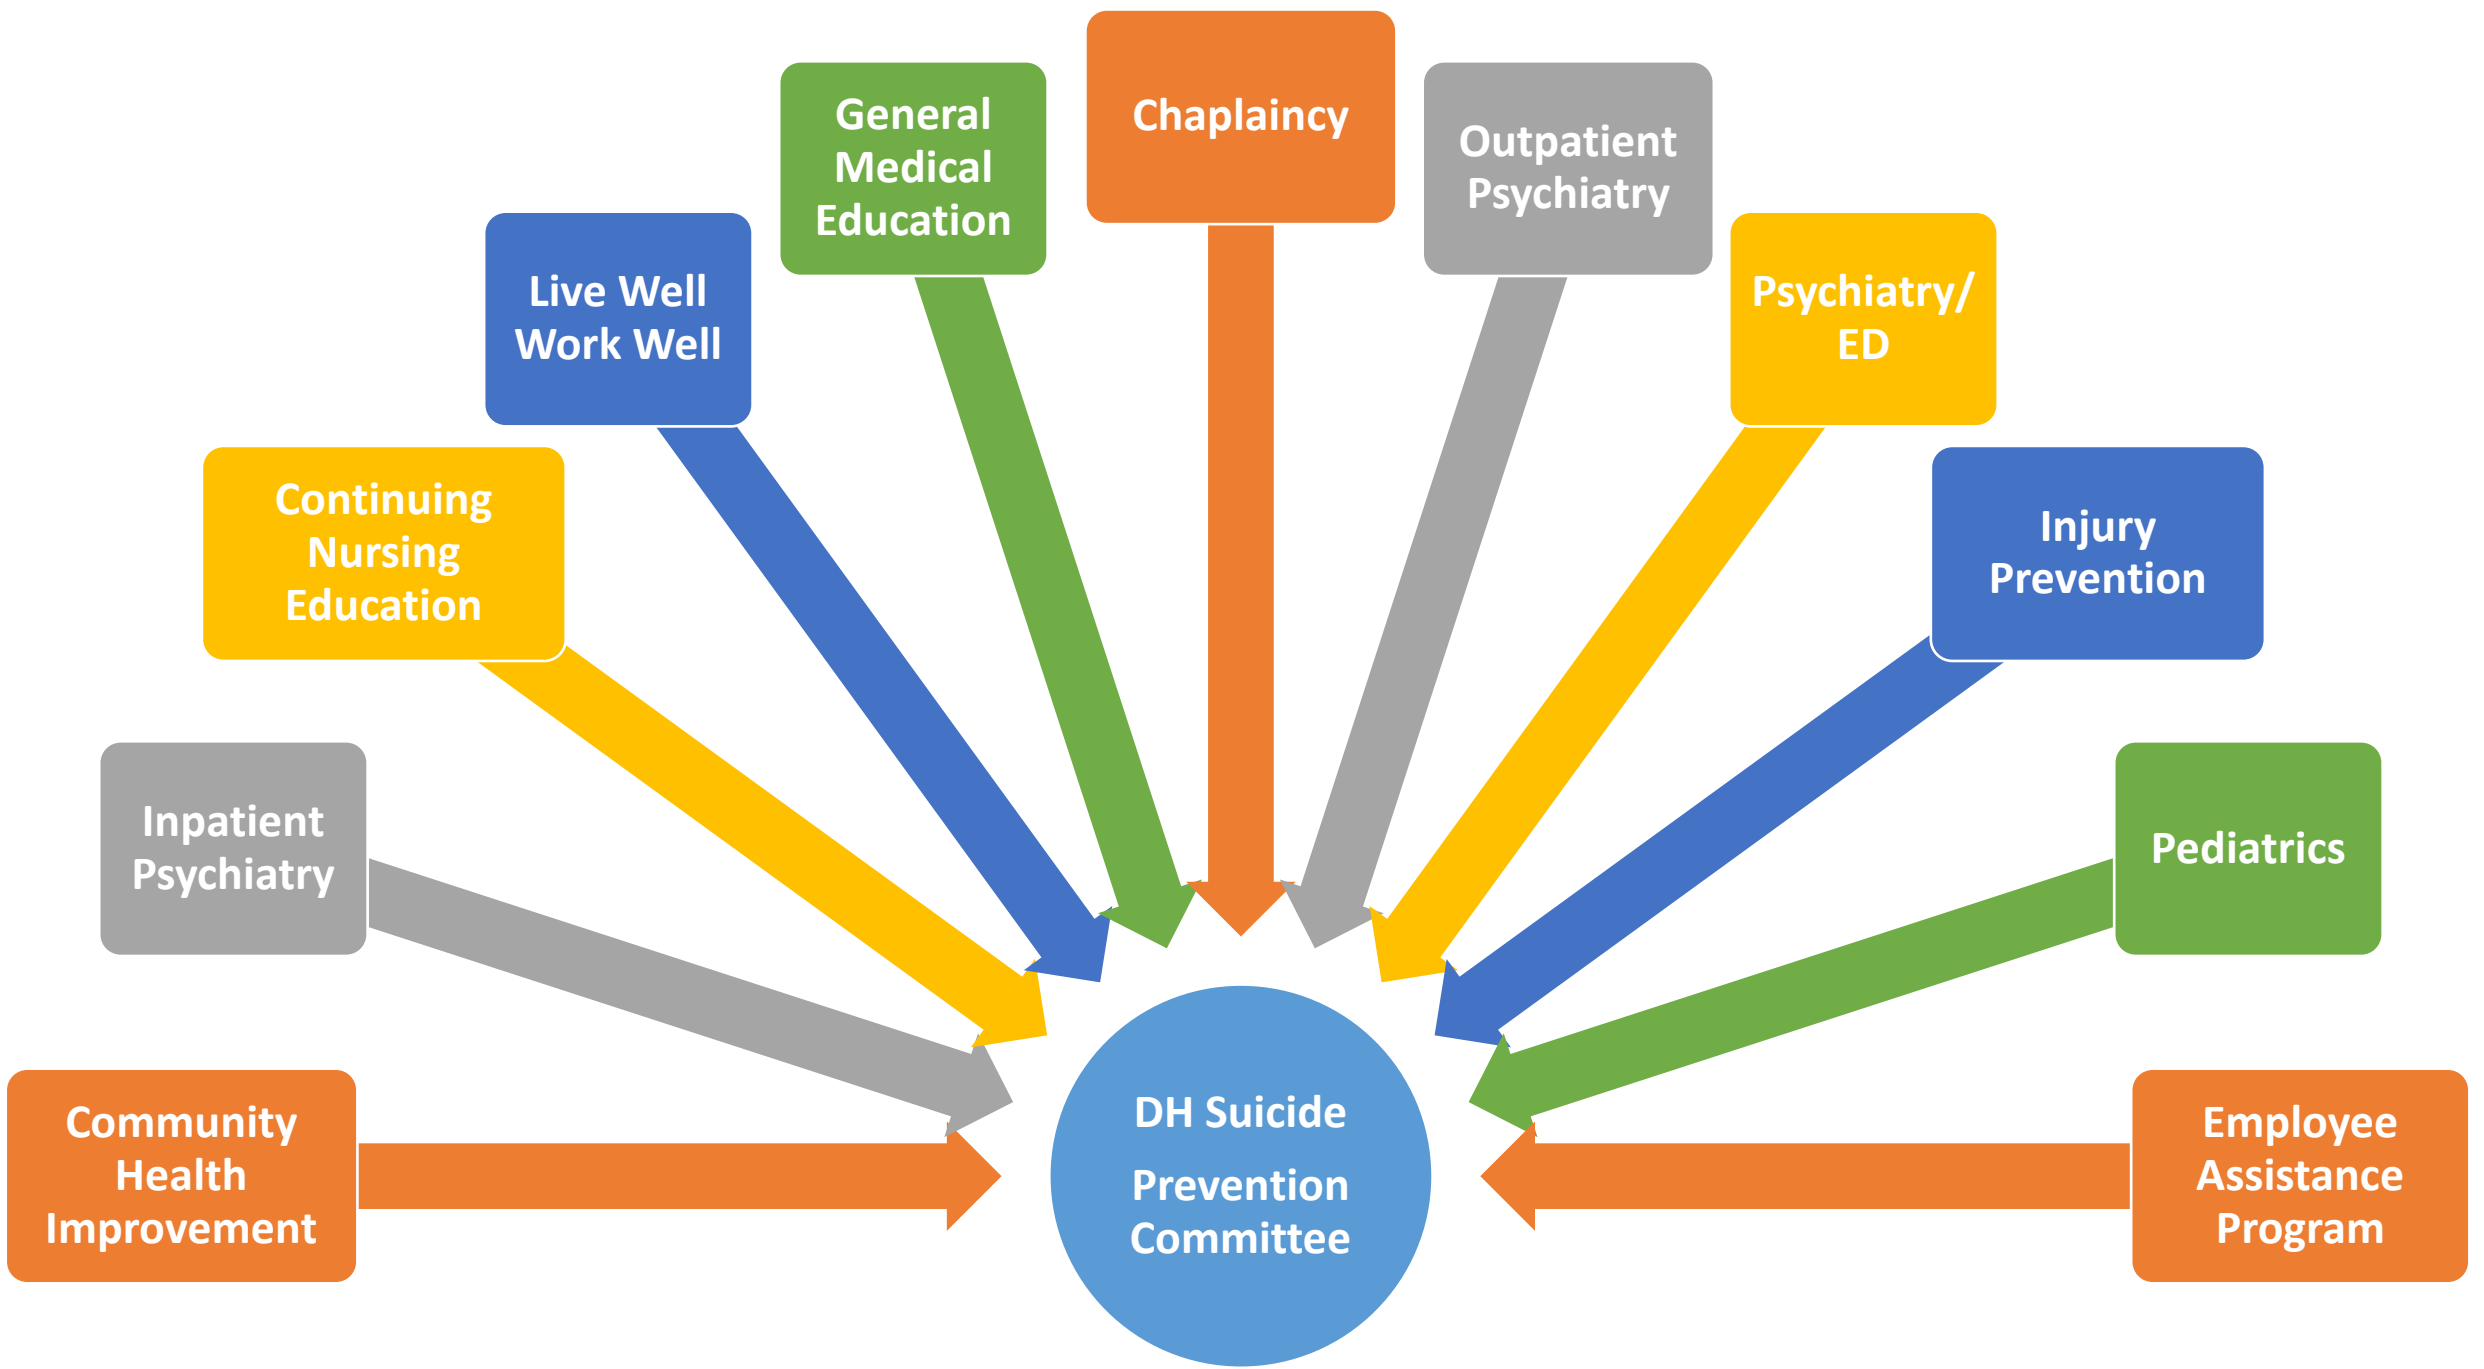 Chaplaincy
General
Medical
Education
Outpatient
Psychiatry
Live Well
Work Well
Psychiatry/
ED
Continuing
Nursing
Education
Injury
Prevention
Inpatient
Psychiatry
Pediatrics
Community
Health
Improvement
DH Suicide
Prevention
Committee
Employee
Assistance
Program